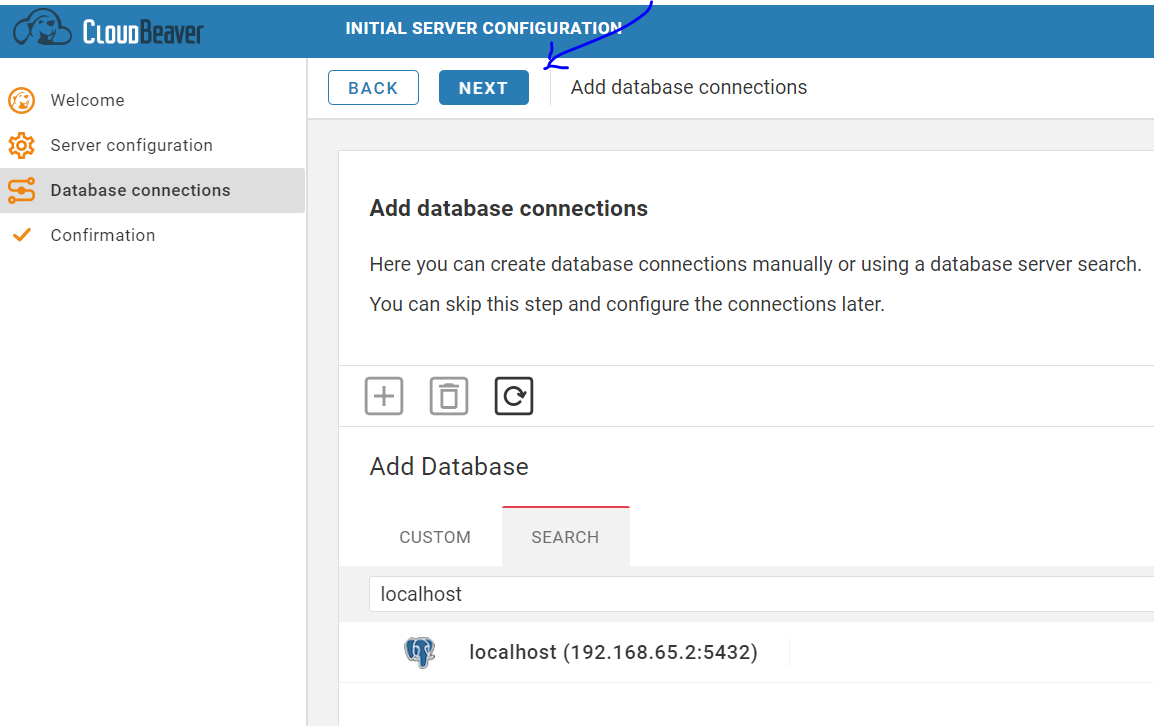 CloudBeaver
INITIAL SERVER CONFIGURATION
BACK
NEXT
Add database connections
Welcome
Server configuration
Database connections
Confirmation
Add database connections
Here you can create database connections manually or using a database server search.
You can skip this step and configure the connections later.
Add Database
CUSTOM
SEARCH
localhost
localhost (192.168.65.2:5432)